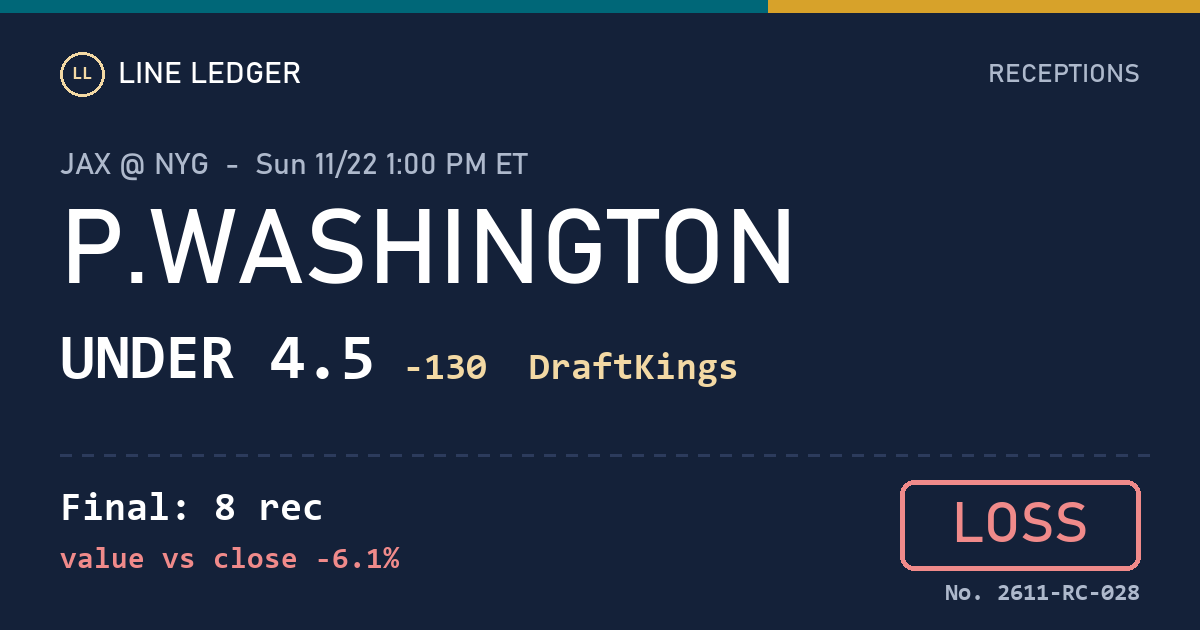 LL LINE LEDGER
RECEPTIONS
JAX @ NYG - Sun 11/22 1:00 PM ET
P.WASHINGTON
UNDER 4.5 -130 DraftKings
Final: 8 rec
value vs close -6.1%
LOSS
No. 2611-RC-028